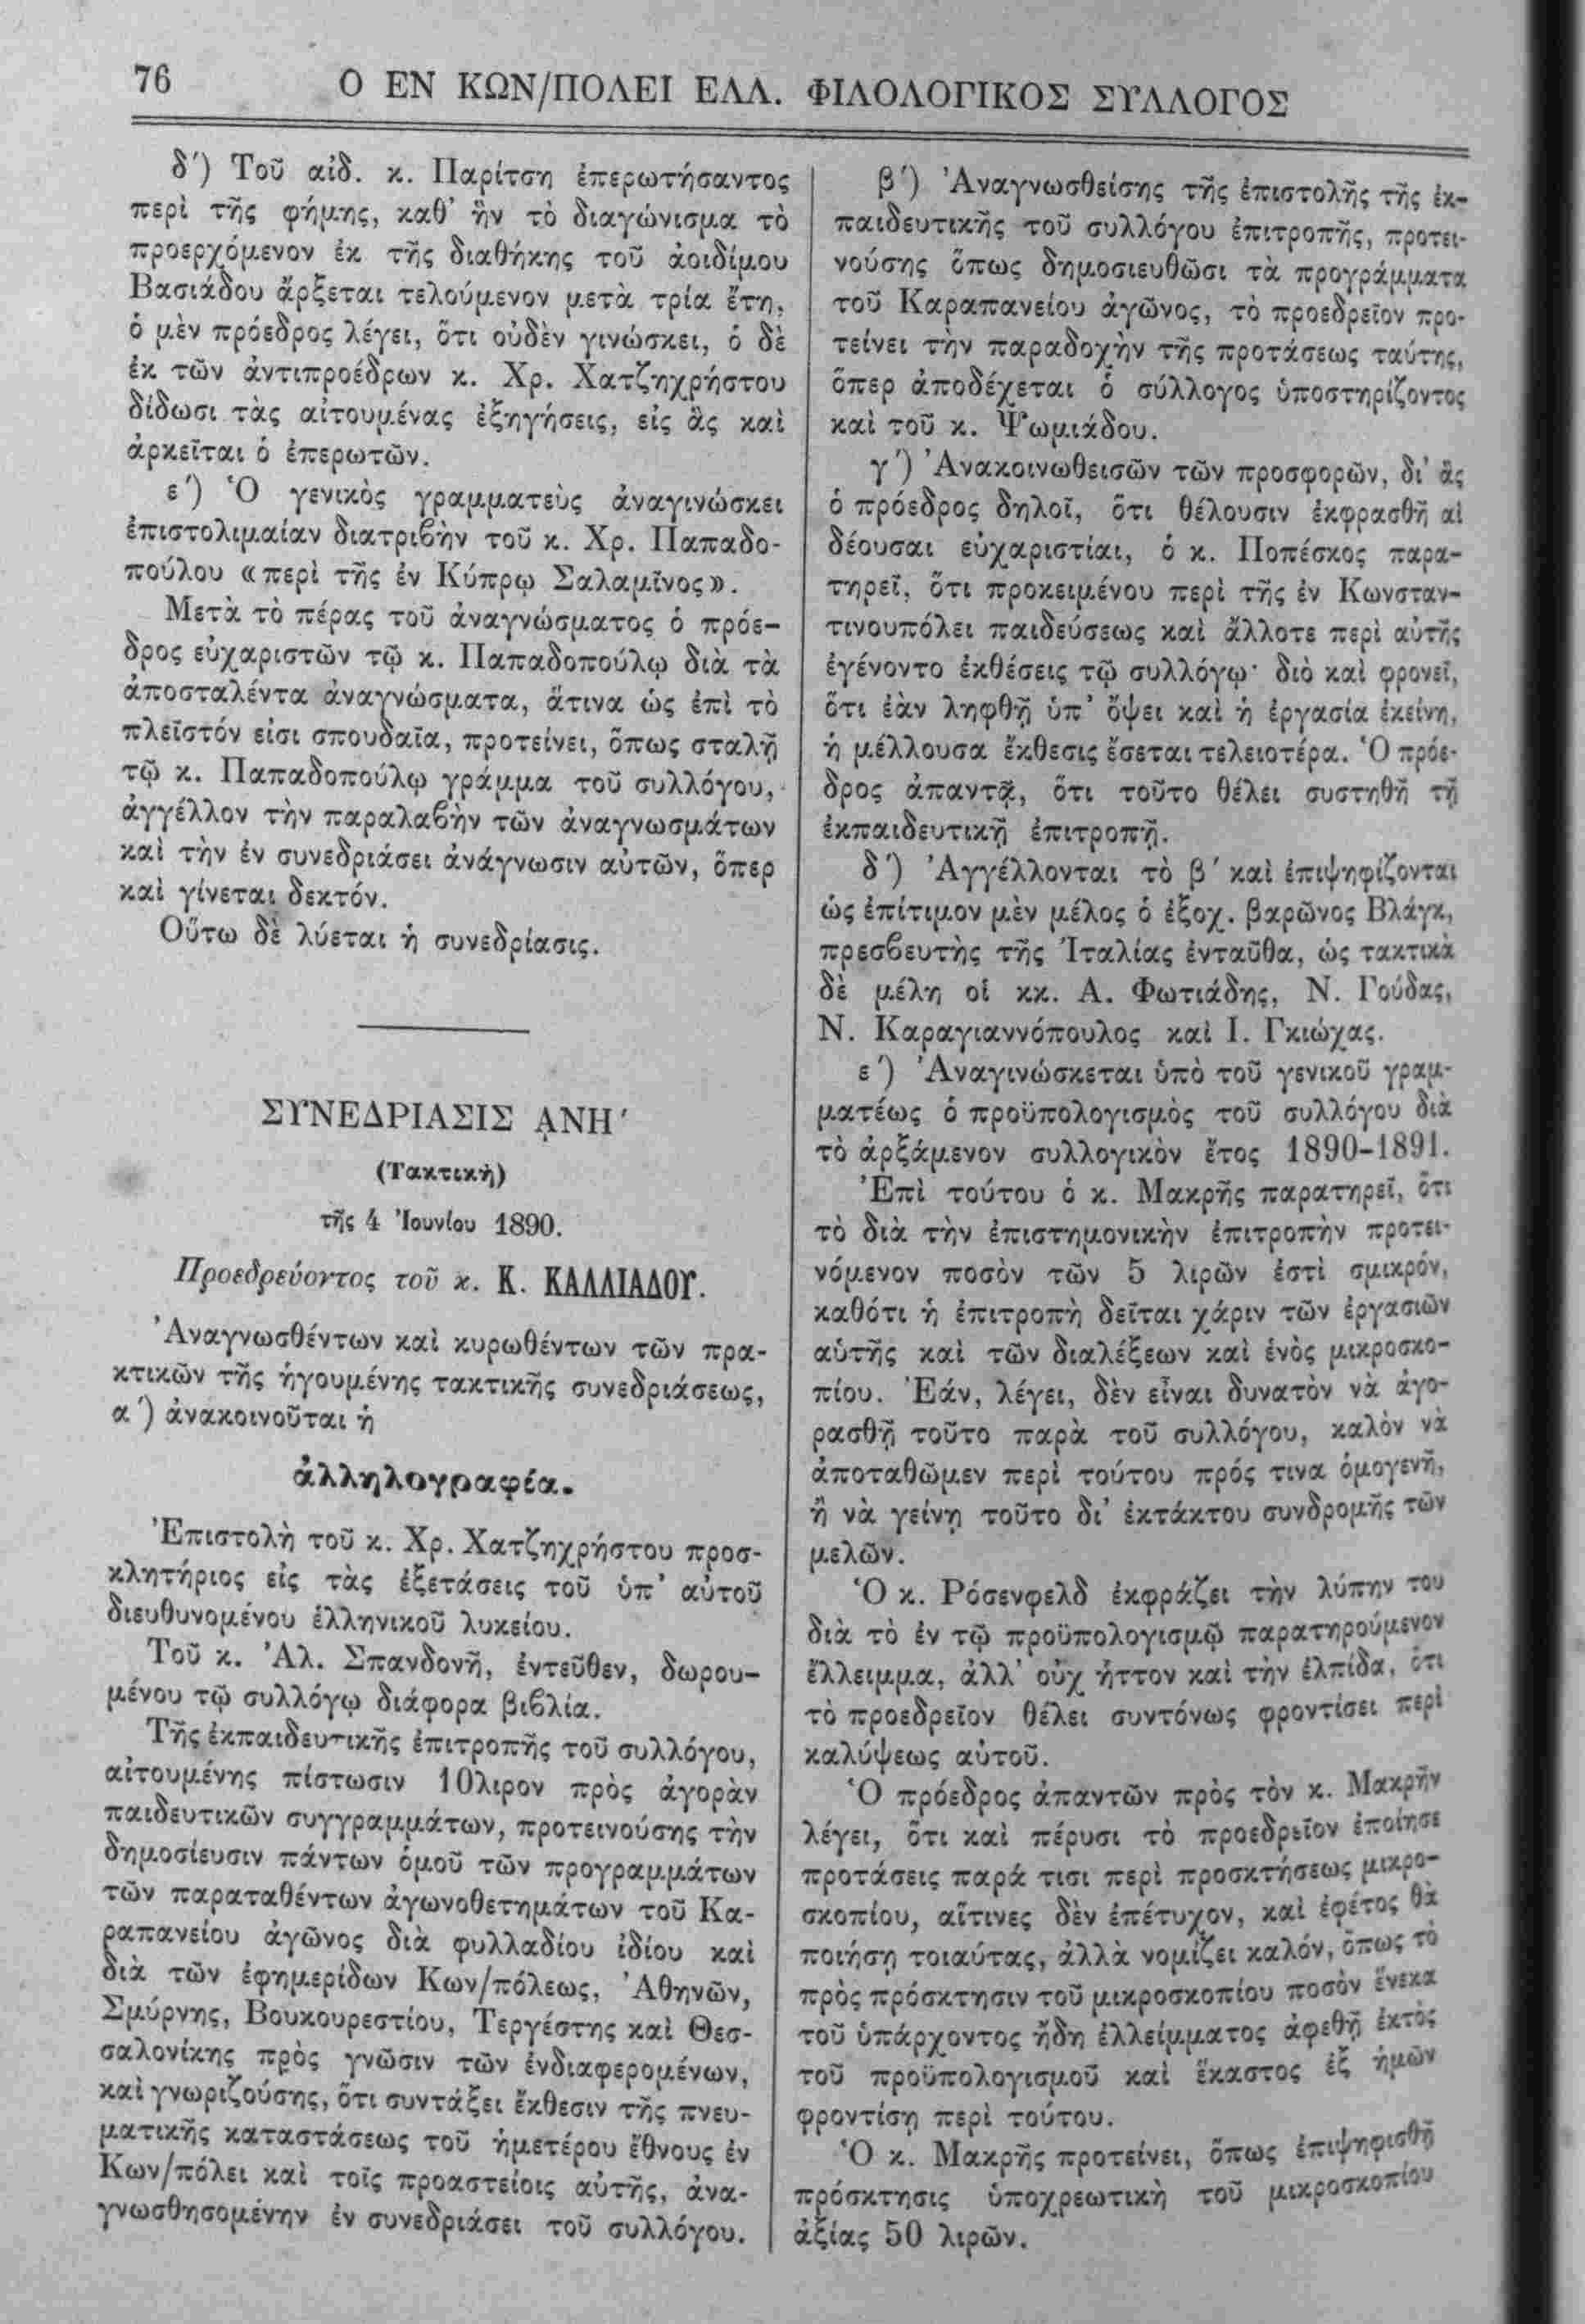 76 Ο ΕΝ ΚΩΝ/ΠΟΛΕΙ ΕΛΛ. ΦΙΛΟΛΟΓΙΚΟΣ ΣΥΛΛΟΓΟΣ
δ΄) Τοῦ αἰδ. κ. Παρίτση ἐπερωτήσαντος
περὶ τῆς φήμης, καθ’ ἣν τὸ διαγώνισμα τὸ
προερχόμενον ἐκ τῆς διαθήκης τοῦ ἀοιδίμου
Βασιάδου ἄρξεται τελούμενον μετὰ τρία ἔτη,
ὁ μὲν πρόεδρος λέγει, ὅτι οὐδὲν γινώσκει, ὁ δὲ
ἐκ τῶν ἀντιπροέδρων κ. Χρ. Χατζηχρήστου
δίδωσι τὰς αἰτουμένας ἐξηγήσεις, εἰς ἃς καὶ
ἀρκεῖται ὁ ἐπερωτῶν.
ε΄) Ὁ γενικὸς γραμματεὺς ἀναγινώσκει
ἐπιστολιμαίαν διατριβὴν τοῦ κ. Χρ. Παπαδο-
πούλου «περὶ τῆς ἐν Κύπρῳ Σαλαμῖνος».
Μετὰ τὸ πέρας τοῦ ἀναγνώσματος ὁ πρόε-
δρος εὐχαριστῶν τῷ κ. Παπαδοπούλῳ διὰ τὰ
ἀποσταλέντα ἀναγνώσματα, ἅτινα ὡς ἐπὶ τὸ
πλεῖστόν εἰσι σπουδαῖα, προτείνει, ὅπως σταλῇ
τῷ κ. Παπαδοπούλῳ γράμμα τοῦ συλλόγου,
ἀγγέλλον τὴν παραλαβὴν τῶν ἀναγνωσμάτων
καὶ τὴν ἐν συνεδριάσει ἀνάγνωσιν αὐτῶν, ὅπερ
καὶ γίνεται δεκτόν.
Οὕτω δὲ λύεται ἡ συνεδρίασις.
ΣΥΝΕΔΡΙΑΣΙΣ ͵ΑΝΗ΄
(Τακτικὴ)
τῆς 4 Ἰουνίου 1890.
Προεδρεύοντος τοῦ κ. Κ. ΚΑΛΛΙΑΔΟΥ.
Ἀναγνωσθέντων καὶ κυρωθέντων τῶν πρα-
κτικῶν τῆς ἡγουμένης τακτικῆς συνεδριάσεως,
α΄) ἀνακοινοῦται ἡ
ἀλληλογραφία.
Ἐπιστολὴ τοῦ κ. Χρ. Χατζηχρήστου προσ-
κλητήριος εἰς τὰς ἐξετάσεις τοῦ ὑπ’ αὐτοῦ
διευθυνομένου ἑλληνικοῦ λυκείου.
Τοῦ κ. Ἀλ. Σπανδονῆ, ἐντεῦθεν, δωρου-
μένου τῷ συλλόγῳ διάφορα βιβλία.
Τῆς ἐκπαιδευτικῆς ἐπιτροπῆς τοῦ συλλόγου,
αἰτουμένης πίστωσιν 10λιρον πρὸς ἀγορὰν
παιδευτικῶν συγγραμμάτων, προτεινούσης τὴν
δημοσίευσιν πάντων ὁμοῦ τῶν προγραμμάτων
τῶν παραταθέντων ἀγωνοθετημάτων τοῦ Κα-
ραπανείου ἀγῶνος διὰ φυλλαδίου ἰδίου καὶ
διὰ τῶν ἐφημερίδων Κων/πόλεως, Ἀθηνῶν,
Σμύρνης, Βουκουρεστίου, Τεργέστης καὶ Θεσ-
σαλονίκης πρὸς γνῶσιν τῶν ἐνδιαφερομένων,
καὶ γνωριζούσης, ὅτι συντάξει ἔκθεσιν τῆς πνευ-
ματικῆς καταστάσεως τοῦ ἡμετέρου ἔθνους ἐν
Κων/πόλει καὶ τοῖς προαστείοις αὐτῆς, ἀνα-
γνωσθησομένην ἐν συνεδριάσει τοῦ συλλόγου.
β΄) Ἀναγνωσθείσης τῆς ἐπιστολῆς τῆς ἐκ-
παιδευτικῆς τοῦ συλλόγου ἐπιτροπῆς, προτει-
νούσης ὅπως δημοσιευθῶσι τὰ προγράμματα
τοῦ Καραπανείου ἀγῶνος, τὸ προεδρεῖον προ-
τείνει τὴν παραδοχὴν τῆς προτάσεως ταύτης,
ὅπερ ἀποδέχεται ὁ σύλλογος ὑποστηρίζοντος
καὶ τοῦ κ. Ψωμιάδου.
γ΄) Ἀνακοινωθεισῶν τῶν προσφορῶν, δι’ ἃς
ὁ πρόεδρος δηλοῖ, ὅτι θέλουσιν ἐκφρασθῆ αἱ
δέουσαι εὐχαριστίαι, ὁ κ. Ποπέσκος παρα-
τηρεῖ, ὅτι προκειμένου περὶ τῆς ἐν Κωνσταν-
τινουπόλει παιδεύσεως καὶ ἄλλοτε περὶ αὐτῆς
ἐγένοντο ἐκθέσεις τῷ συλλόγῳ· διὸ καὶ φρονεῖ,
ὅτι ἐὰν ληφθῇ ὑπ’ ὄψει καὶ ἡ ἐργασία ἐκείνη,
ἡ μέλλουσα ἔκθεσις ἔσεται τελειοτέρα. Ὁ πρόε-
δρος ἀπαντᾷ, ὅτι τοῦτο θέλει συστηθῆ τῇ
ἐκπαιδευτικῇ ἐπιτροπῇ.
δ΄) Ἀγγέλλονται τὸ β΄ καὶ ἐπιψηφίζονται
ὡς ἐπίτιμον μὲν μέλος ὁ ἐξοχ. βαρῶνος Βλάγκ,
πρεσβευτὴς τῆς Ἰταλίας ἐνταῦθα, ὡς τακτικὰ
δὲ μέλη οἱ κκ. Α. Φωτιάδης, Ν. Γούδας,
Ν. Καραγιαννόπουλος καὶ Ι. Γκιώχας.
ε΄) Ἀναγινώσκεται ὑπὸ τοῦ γενικοῦ γραμ-
ματέως ὁ προϋπολογισμὸς τοῦ συλλόγου διὰ
τὸ ἀρξάμενον συλλογικὸν ἔτος 1890-1891.
Ἐπὶ τούτου ὁ κ. Μακρῆς παρατηρεῖ, ὅτι
τὸ διὰ τὴν ἐπιστημονικὴν ἐπιτροπὴν προτει-
νόμενον ποσὸν τῶν 5 λιρῶν ἐστὶ σμικρόν,
καθότι ἡ ἐπιτροπὴ δεῖται χάριν τῶν ἐργασιῶν
αὑτῆς καὶ τῶν διαλέξεων καὶ ἑνὸς μικροσκο-
πίου. Ἐάν, λέγει, δὲν εἶναι δυνατὸν νὰ ἀγο-
ρασθῇ τοῦτο παρὰ τοῦ συλλόγου, καλὸν νὰ
ἀποταθῶμεν περὶ τούτου πρός τινα ὁμογενῆ,
ἢ νὰ γείνῃ τοῦτο δι’ ἐκτάκτου συνδρομῆς τῶν
μελῶν.
Ὁ κ. Ρόσενφελδ ἐκφράζει τὴν λύπην του
διὰ τὸ ἐν τῷ προϋπολογισμῷ παρατηρούμενον
ἔλλειμμα, ἀλλ’ οὐχ ἧττον καὶ τὴν ἐλπίδα, ὅτι
τὸ προεδρεῖον θέλει συντόνως φροντίσει περὶ
καλύψεως αὐτοῦ.
Ὁ πρόεδρος ἀπαντῶν πρὸς τὸν κ. Μακρῆν
λέγει, ὅτι καὶ πέρυσι τὸ προεδρεῖον ἐποίησε
προτάσεις παρά τισι περὶ προσκτήσεως μικρο-
σκοπίου, αἵτινες δὲν ἐπέτυχον, καὶ ἐφέτος θὰ
ποιήσῃ τοιαύτας, ἀλλὰ νομίζει καλόν, ὅπως τὸ
πρὸς πρόσκτησιν τοῦ μικροσκοπίου ποσὸν ἕνεκα
τοῦ ὑπάρχοντος ἤδη ἐλλείμματος ἀφεθῇ ἐκτὸς
τοῦ προϋπολογισμοῦ καὶ ἕκαστος ἐξ ἡμῶν
φροντίσῃ περὶ τούτου.
Ὁ κ. Μακρῆς προτείνει, ὅπως ἐπιψηφισθῇ
πρόσκτησις ὑποχρεωτικὴ τοῦ μικροσκοπίου
ἀξίας 50 λιρῶν.